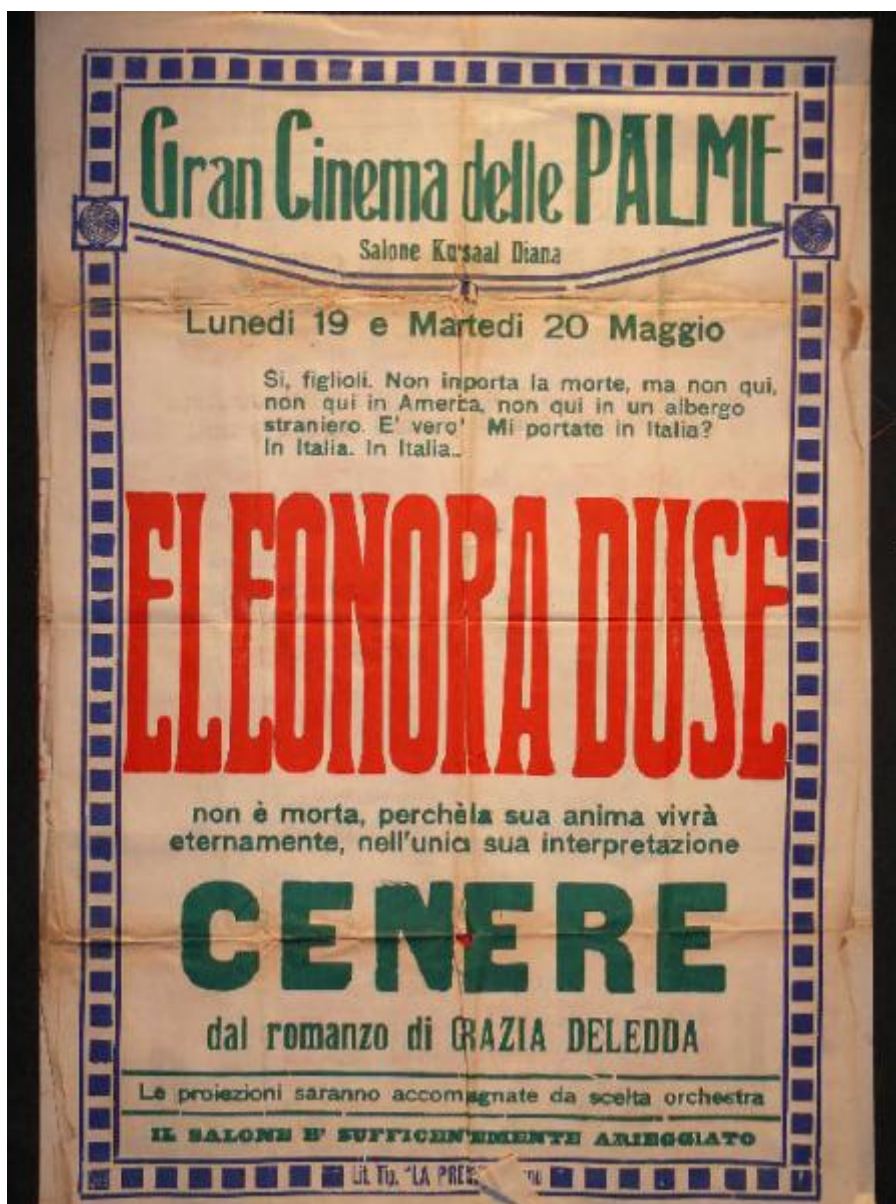 Gran Cinema delle PALME
Salone Kursaal Diana
Lunedi 19 e Martedi 20 Maggio
Si, figlioli. Non inporta la morte, ma non qui,
non qui in America, non qui in un albergo
straniero. E' vero' Mi portate in Italia?
In Italia. In Italia..
ELEONORA DUSE
non è morta, perchèla sua anima vivrà
eternamente, nell'unica sua interpretazione
CENERE
dal romanzo di GRAZIA DELEDDA
Le proiezioni saranno accompagnate da scelta orchestra
IL SALONE E' SUFFICENTEMENTE ARIEGGIATO
Lit. Tip. "LA